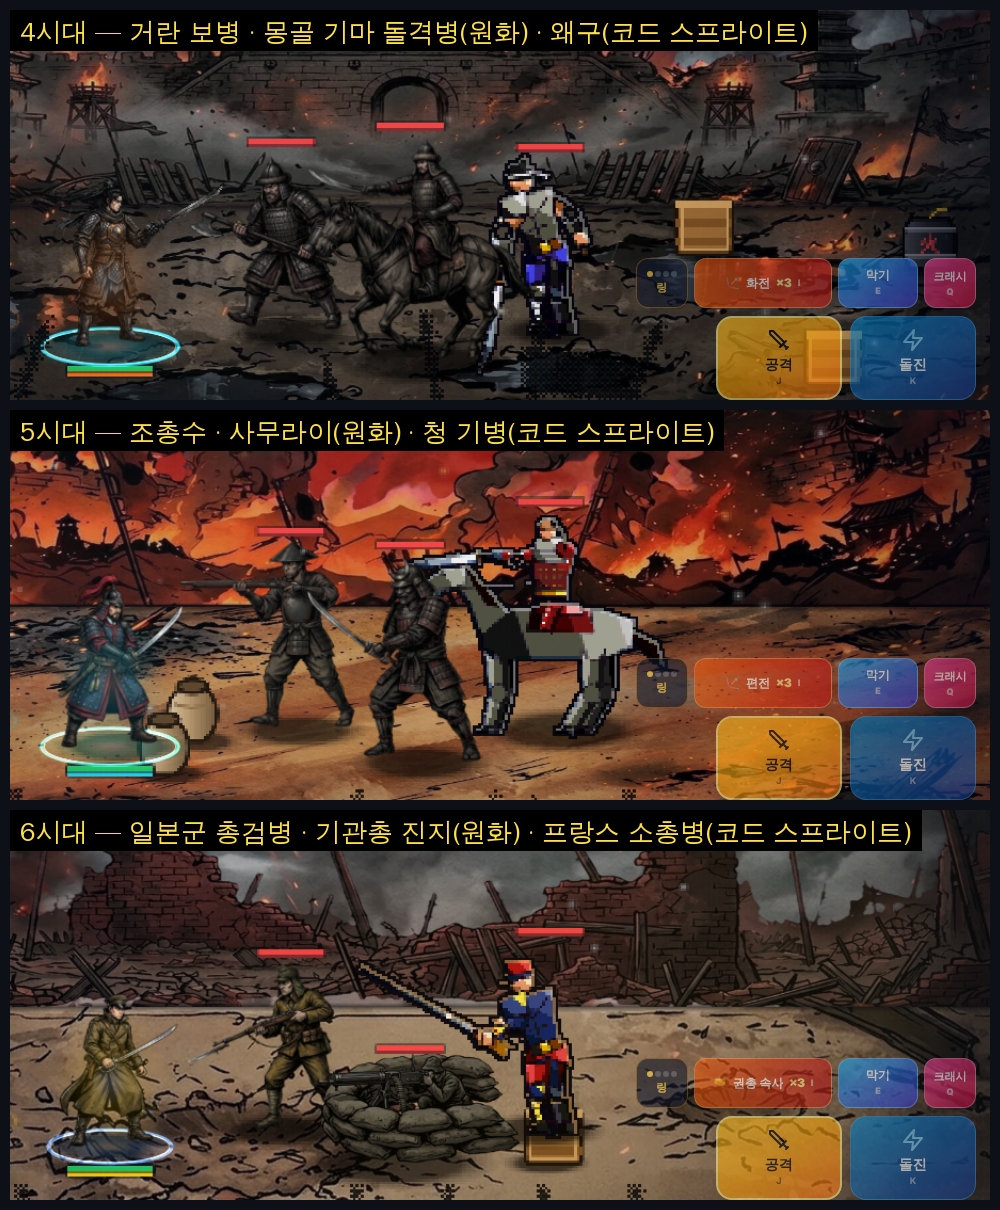 4시대 — 거란 보병 · 몽골 기마 돌격병(원화) · 왜구(코드 스프라이트)
링
화전 ×3
막기
E
크래시
Q
공격
J
돌진
K
5시대 — 조총수 · 사무라이(원화) · 청 기병(코드 스프라이트)
링
편전 ×3
막기
E
크래시
Q
공격
J
돌진
K
6시대 — 일본군 총검병 · 기관총 진지(원화) · 프랑스 소총병(코드 스프라이트)
링
권총 속사 ×3
막기
E
크래시
Q
공격
J
돌진
K